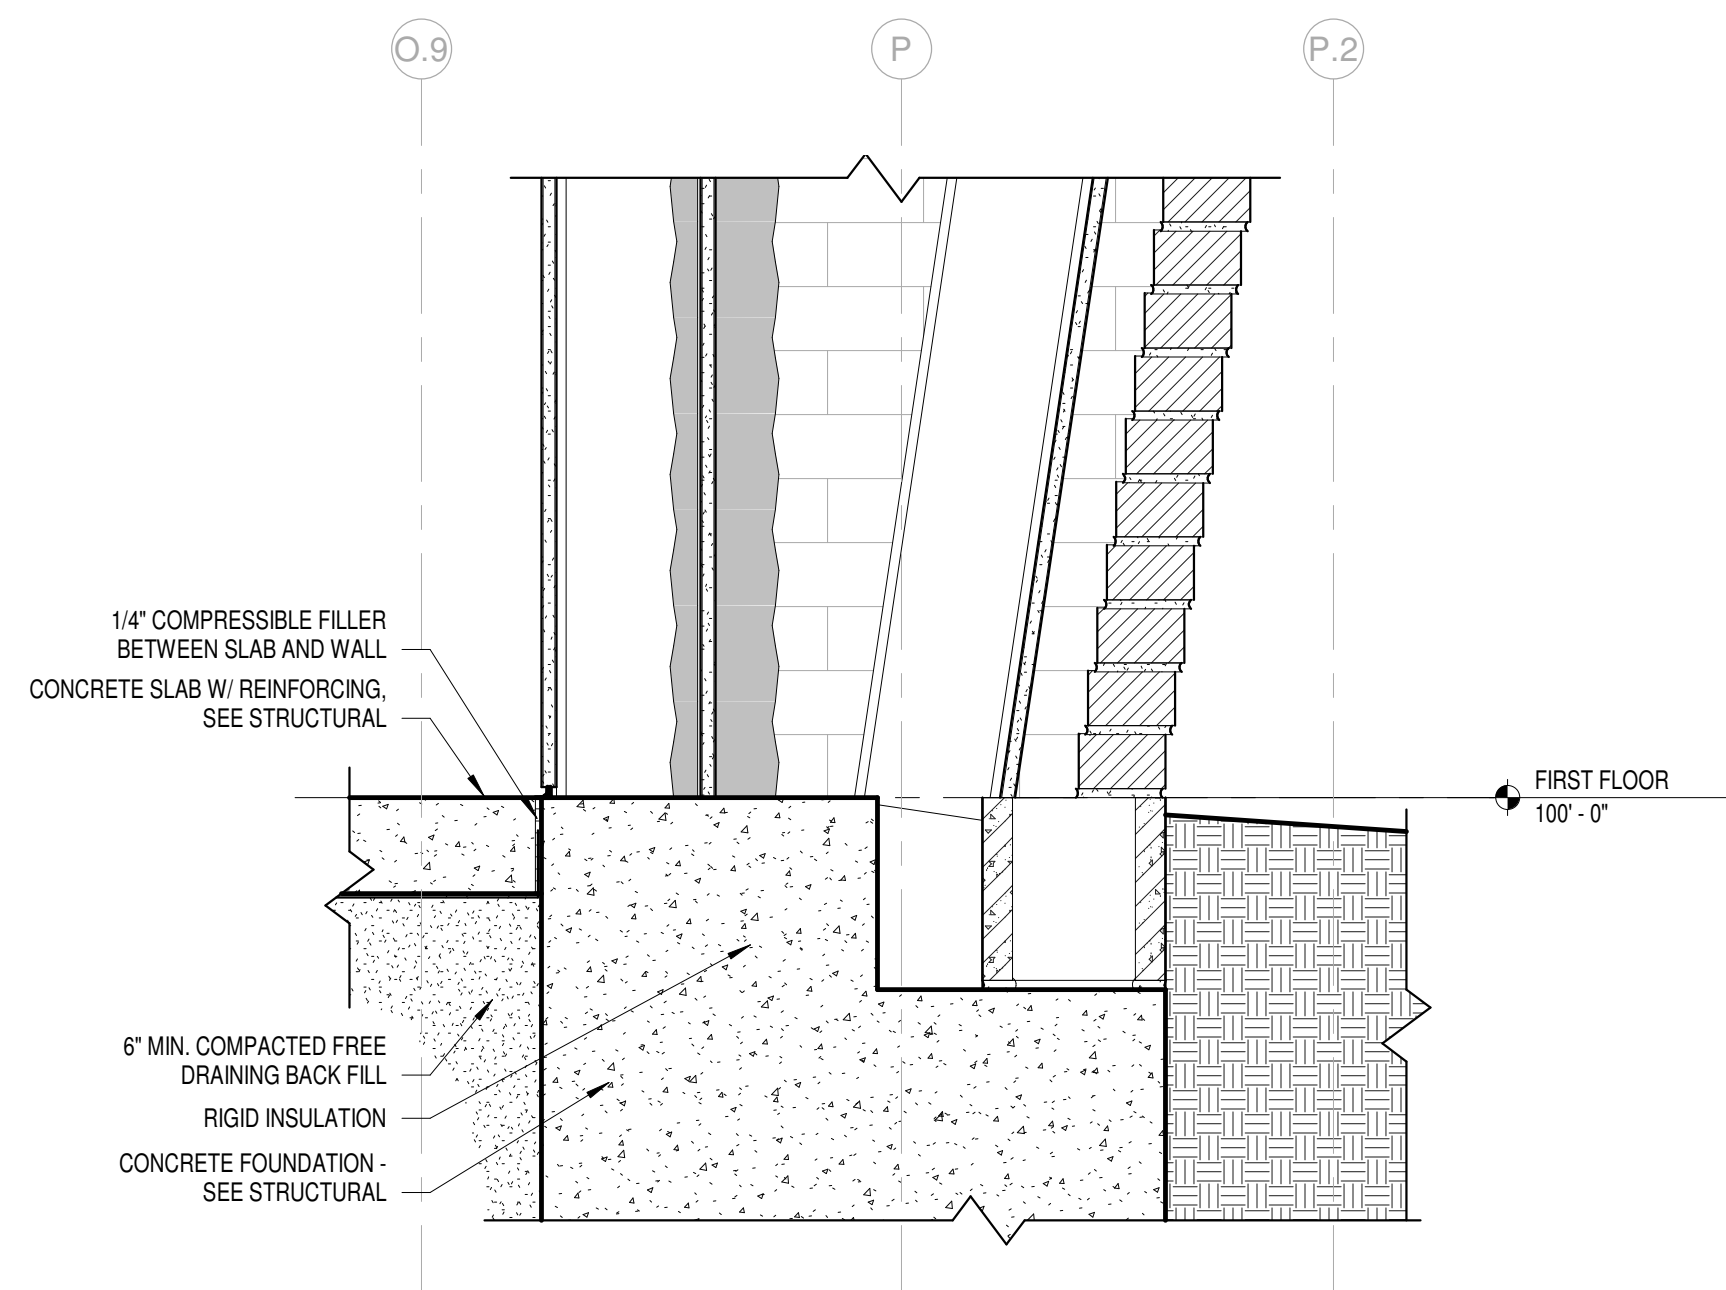 O.9
P
P.2
1/4" COMPRESSIBLE FILLER
BETWEEN SLAB AND WALL
CONCRETE SLAB W/ REINFORCING,
SEE STRUCTURAL
FIRST FLOOR
100' - 0"
6" MIN. COMPACTED FREE
DRAINING BACK FILL
RIGID INSULATION
CONCRETE FOUNDATION -
SEE STRUCTURAL